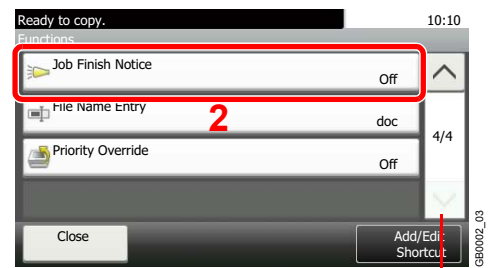 Ready to copy. 10:10
Functions
Job Finish Notice
Off
File Name Entry
2
doc
4/4
Priority Override
Off
Close
Add/Edit
Shortcut
GB0002_03